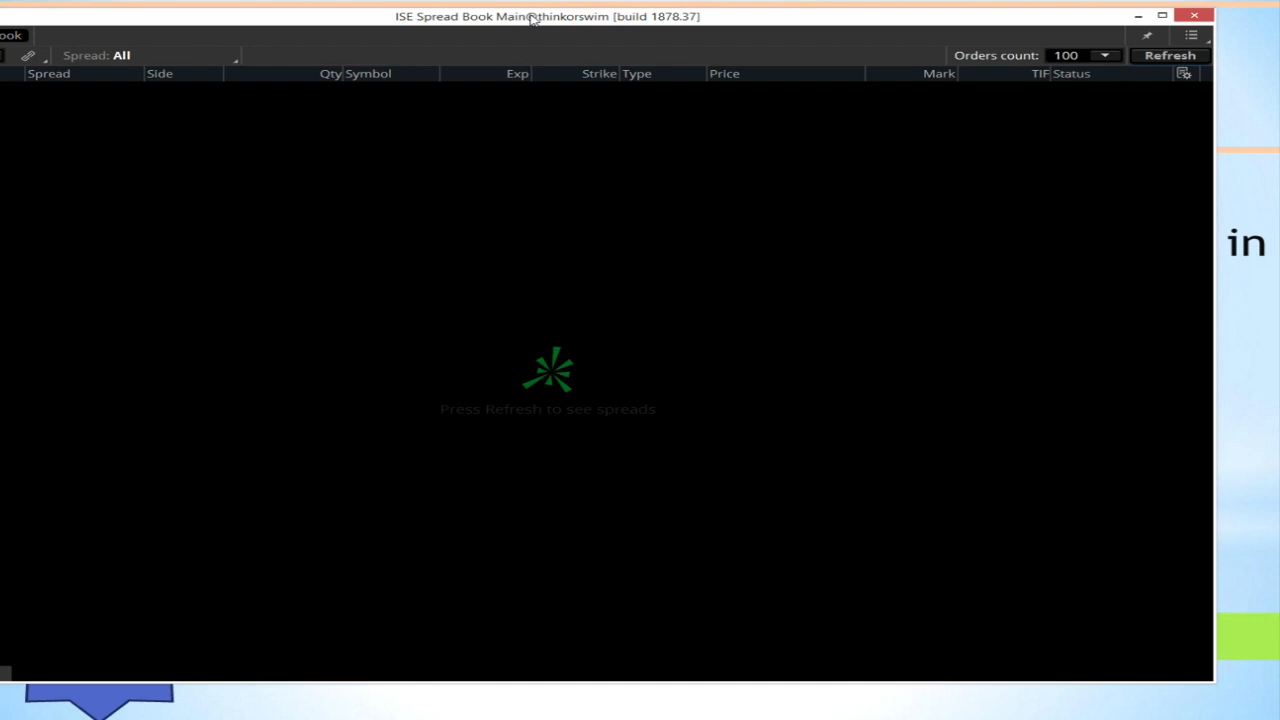 ISE Spread Book Main@thinkorswim [build 1878.37]
ook
Spread: All Orders count: 100 Refresh
Spread Side Qty Symbol Exp Strike Type Price Mark TIF Status
in
Press Refresh to see spreads